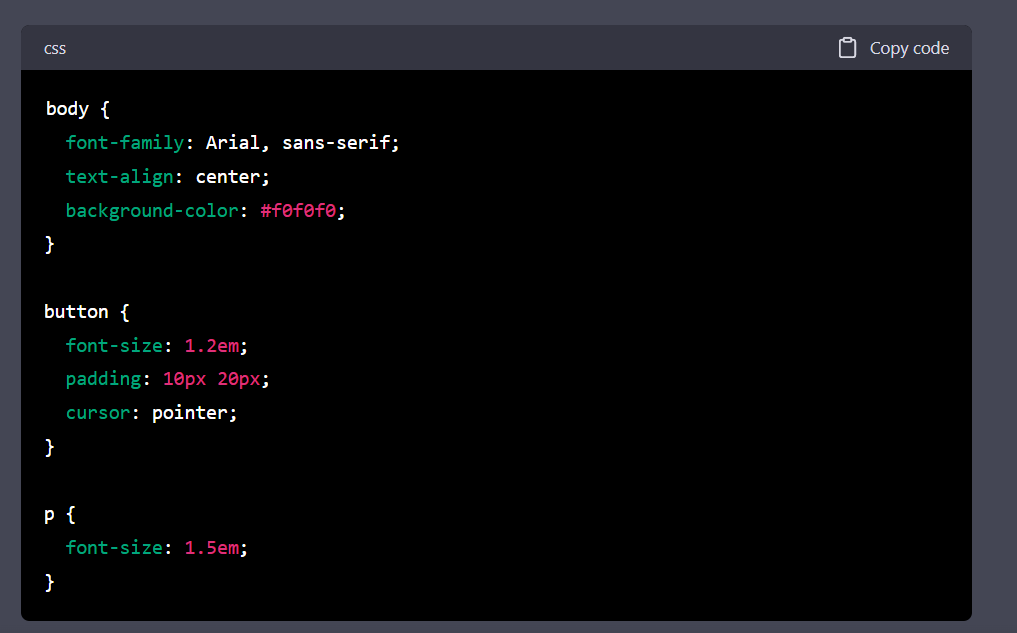 css
Copy code
body {
  font-family: Arial, sans-serif;
  text-align: center;
  background-color: #f0f0f0;
}
button {
  font-size: 1.2em;
  padding: 10px 20px;
  cursor: pointer;
}
p {
  font-size: 1.5em;
}